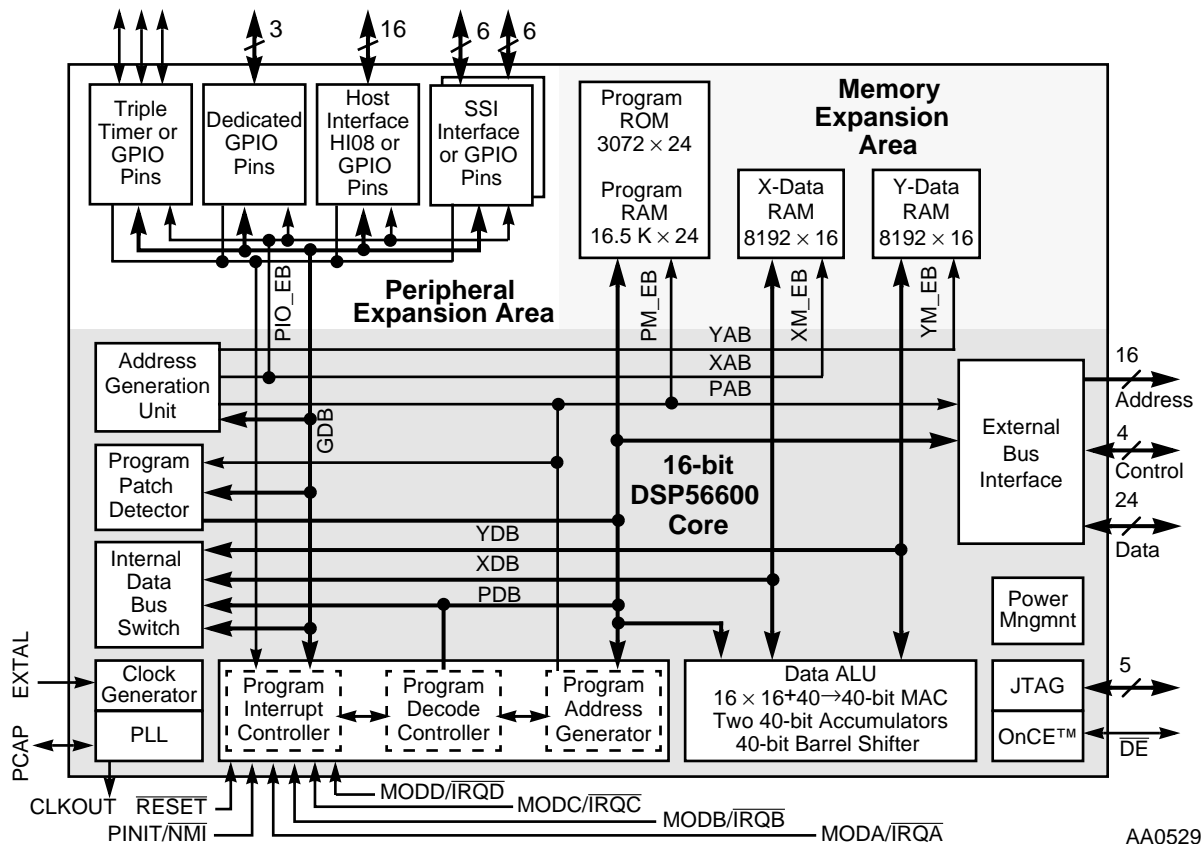 3
16
6
6
Triple
Timer or
GPIO
Pins
Dedicated
GPIO
Pins
Host
Interface
HI08 or
GPIO
Pins
SSI
Interface
or GPIO
Pins
Program
ROM
3072 × 24
Program
RAM
16.5 K × 24
Memory
Expansion
Area
X-Data
RAM
8192 × 16
Y-Data
RAM
8192 × 16
Peripheral
Expansion Area
PIO_EB
PM_EB
XM_EB
YM_EB
YAB
XAB
PAB
GDB
Address
Generation
Unit
Program
Patch
Detector
Internal
Data
Bus
Switch
YDB
XDB
PDB
16-bit
DSP56600
Core
External
Bus
Interface
16
Address
4
Control
24
Data
Power
Mngmnt
EXTAL
PCAP
Clock
Generator
PLL
Program
Interrupt
Controller
Program
Decode
Controller
Program
Address
Generator
Data ALU
16 × 16+40→40-bit MAC
Two 40-bit Accumulators
40-bit Barrel Shifter
JTAG
OnCE™
5
DE
CLKOUT
RESET
PINIT/NMI
MODD/IRQD
MODC/IRQC
MODB/IRQB
MODA/IRQA
AA0529